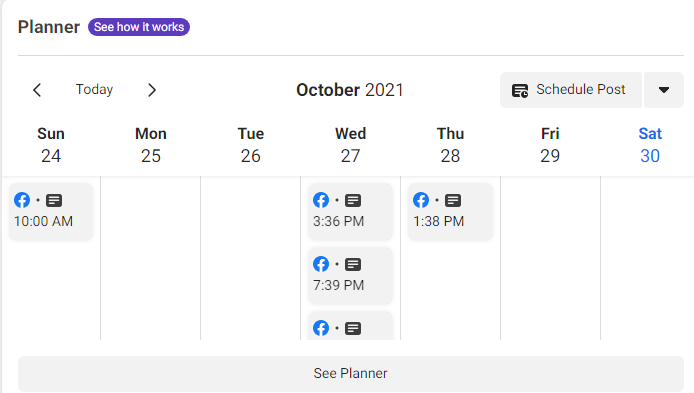 Planner See how it works
Today October 2021 Schedule Post
Sun Mon Tue Wed Thu Fri Sat
24 25 26 27 28 29 30
10:00 AM 3:36 PM 1:38 PM
7:39 PM
See Planner